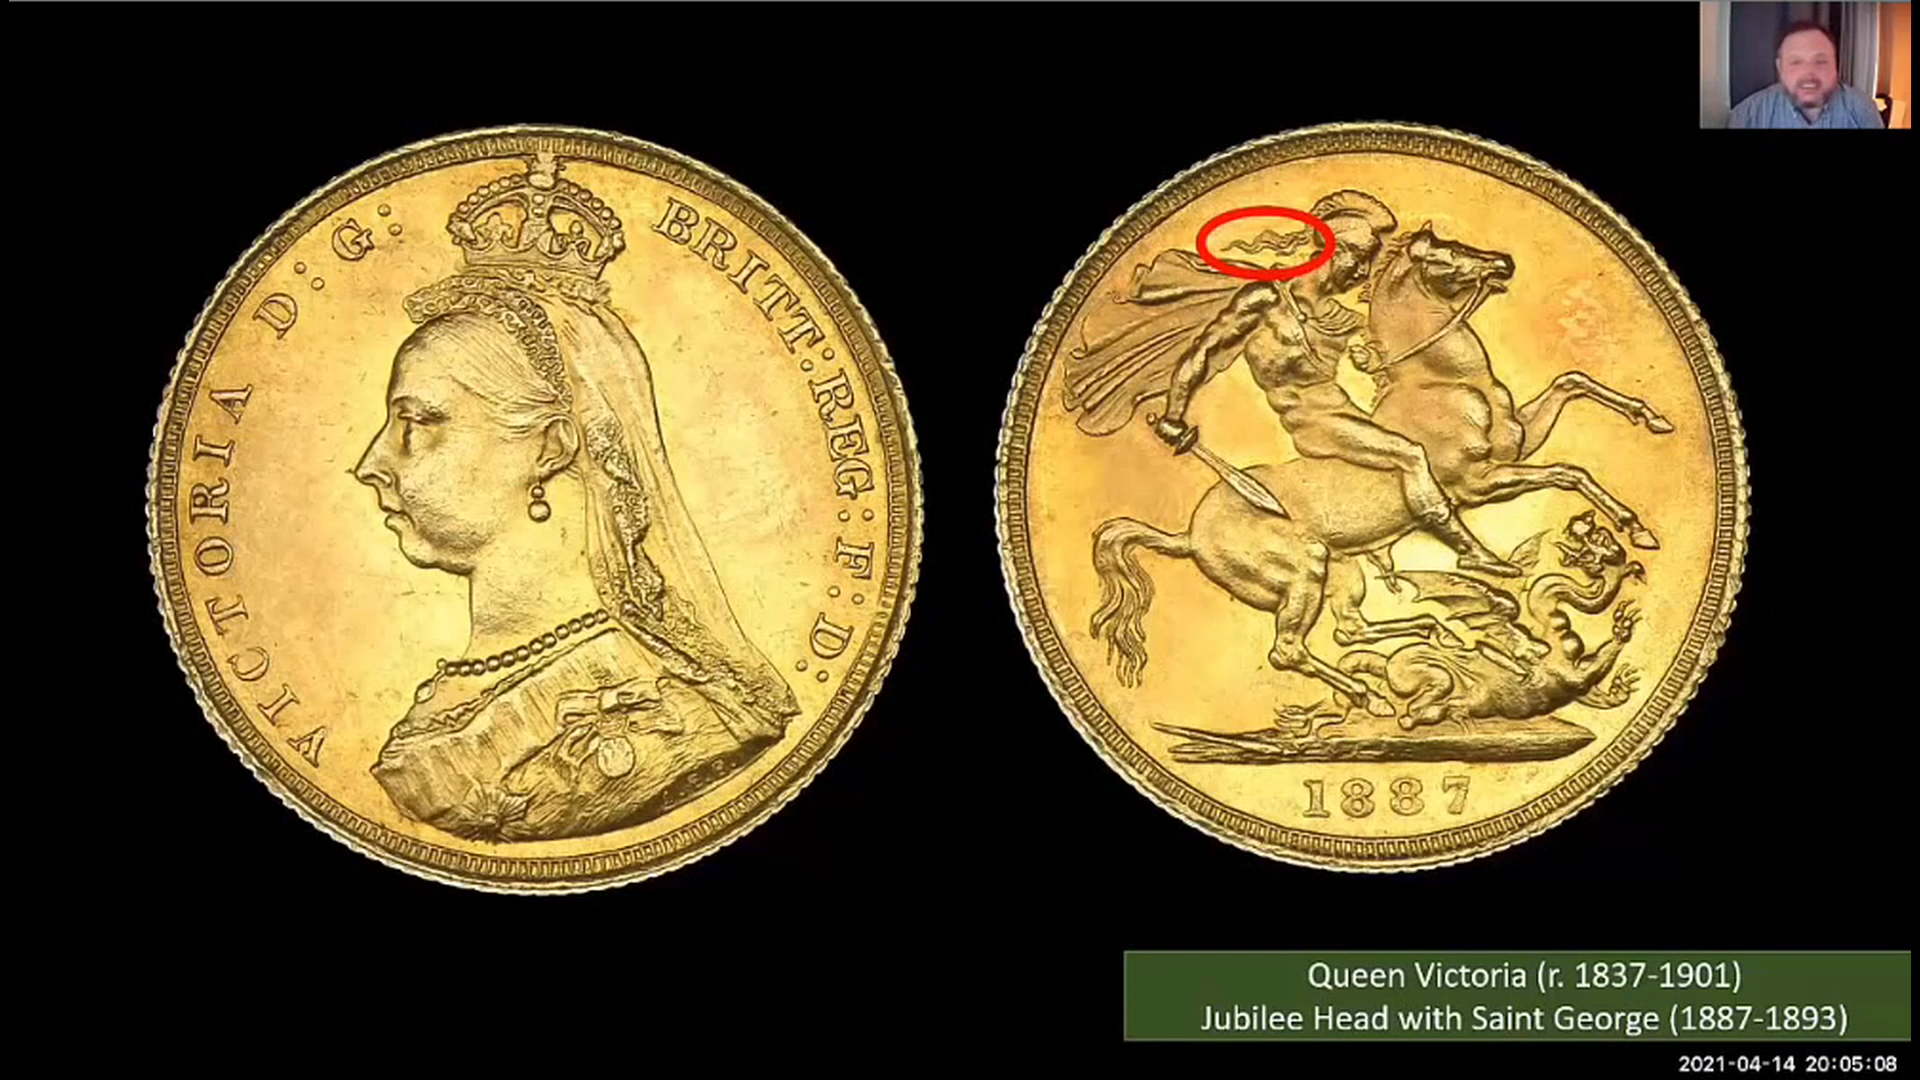 VICTORIA D: G: BRITT: REG: F: D:
1887
Queen Victoria (r. 1837-1901)
Jubilee Head with Saint George (1887-1893)
2021-04-14 20:05:08